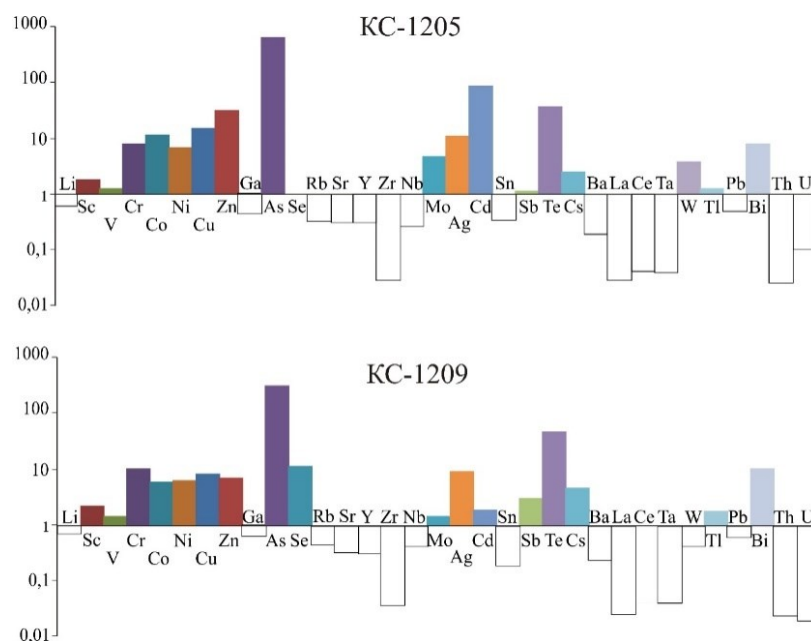 КС-1205
1000
100
10
1
0,1
0,01
Li Ga Rb Sr Y Zr Nb Sn Ba La Ce Ta Pb Th U
Sc Cr Ni Zn As Se Mo Cd Sb Te Cs W Tl Bi
V Co Cu Ag
КС-1209
1000
100
10
1
0,1
0,01
Li Ga Rb Sr Y Zr Nb Sn Ba La Ce Ta W Pb Th U
Sc Cr Ni Zn As Se Mo Cd Sb Te Cs Tl Bi
V Co Cu Ag